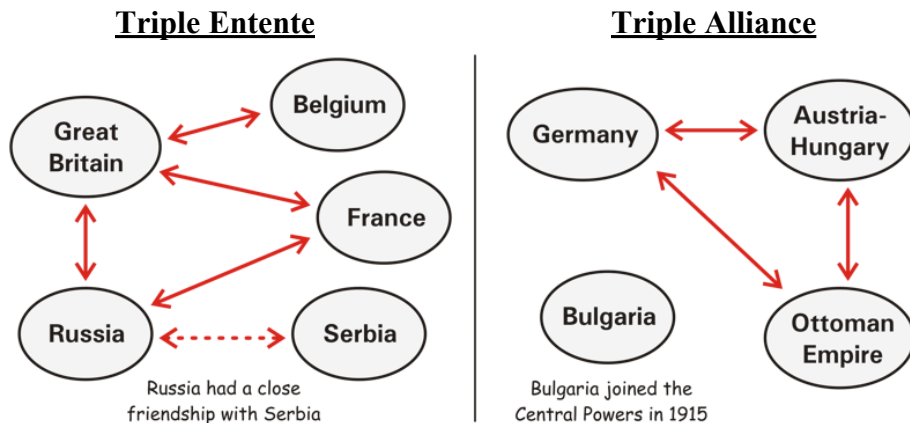 Triple Entente
Great
Britain
Belgium
France
Russia
Serbia
Russia had a close
friendship with Serbia
Triple Alliance
Germany
Austria-
Hungary
Bulgaria
Ottoman
Empire
Bulgaria joined the
Central Powers in 1915